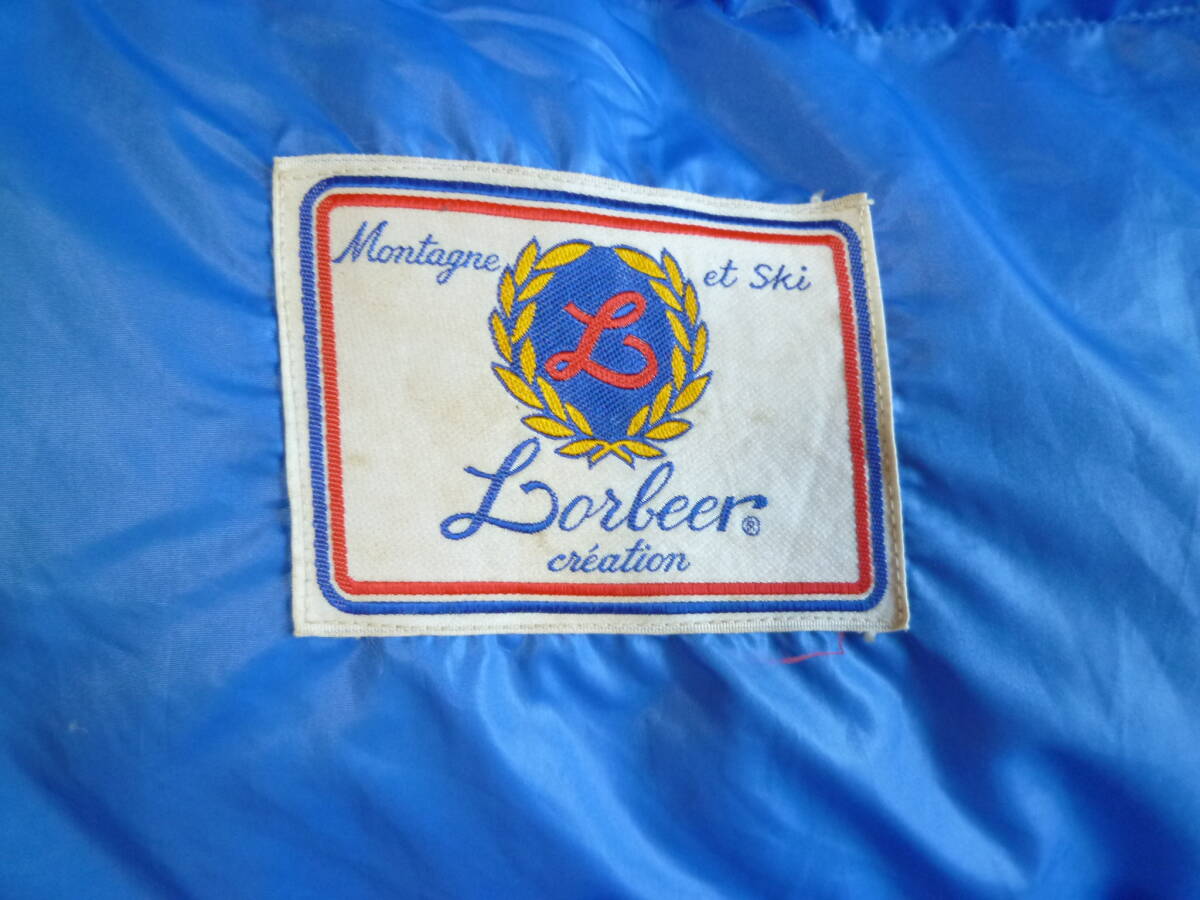 Montagne et Ski
L
Lorbeer®
création